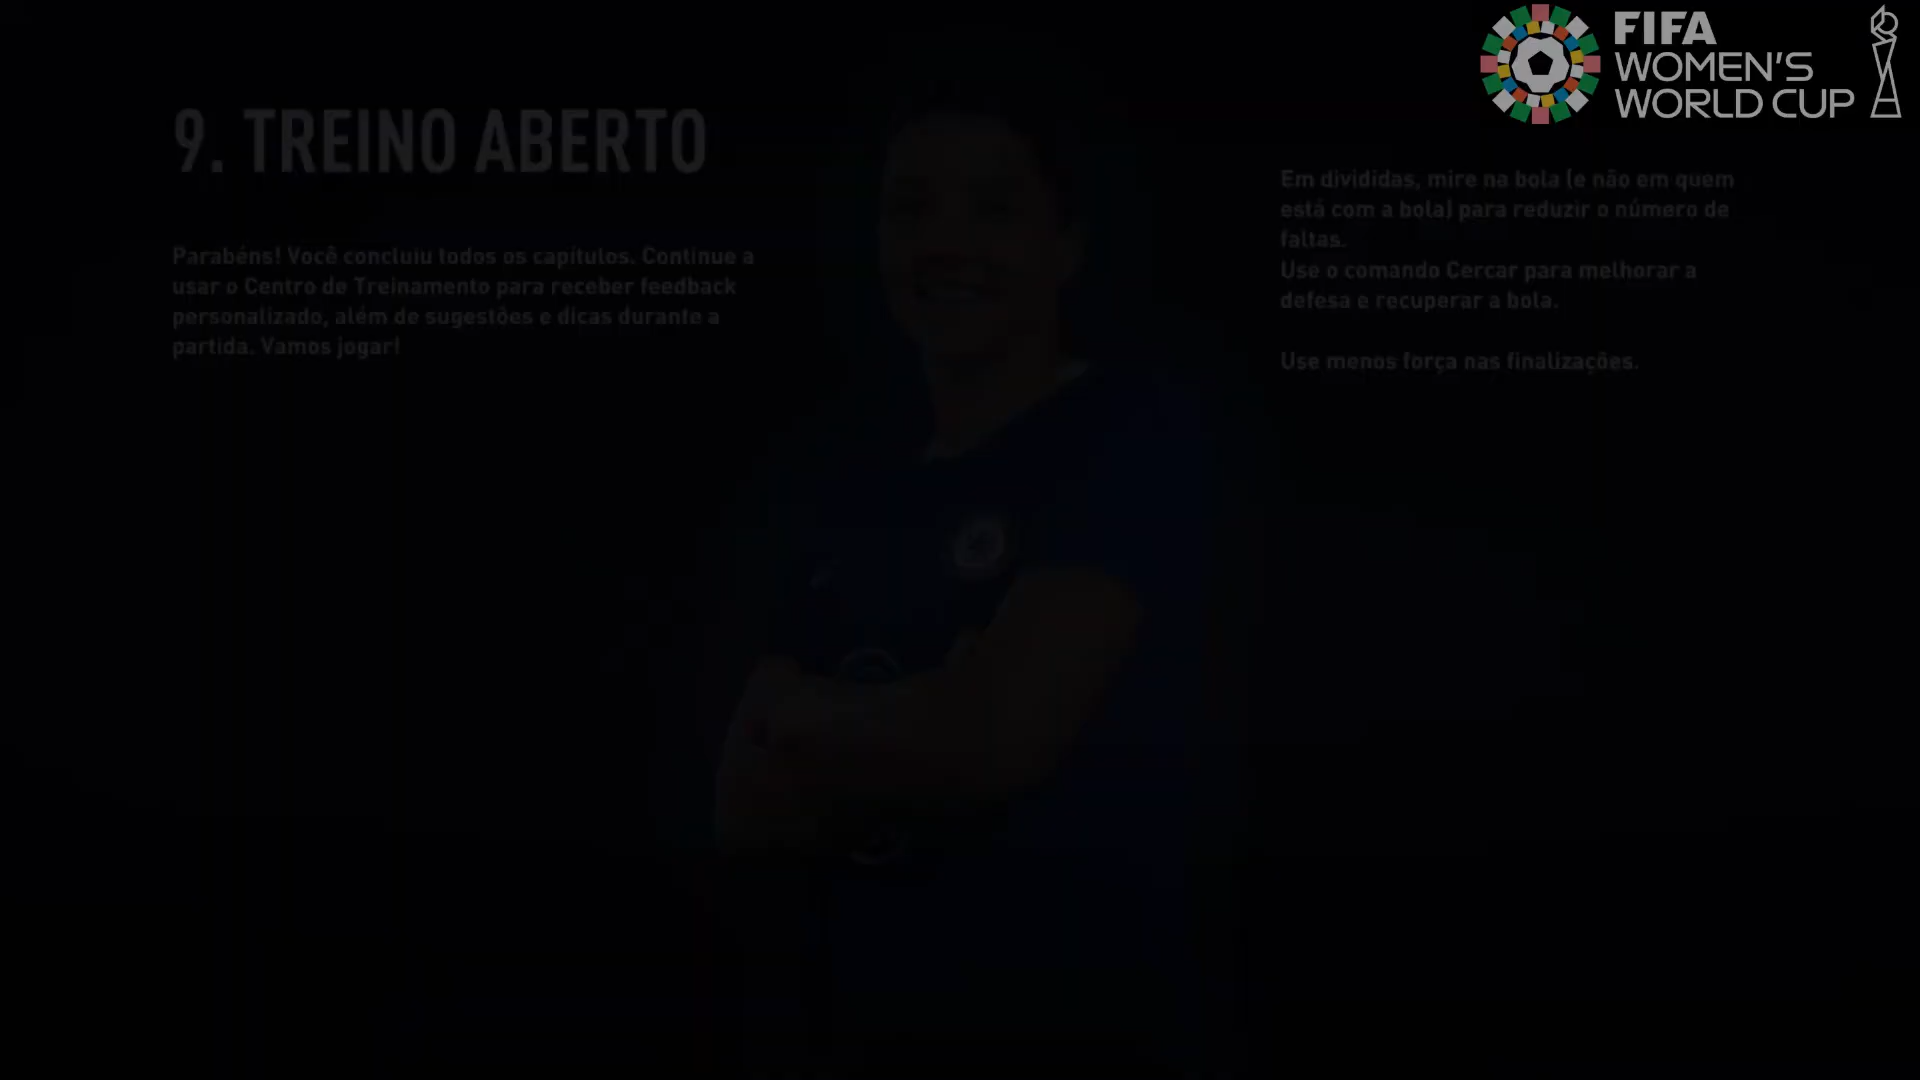 FIFA
WOMEN'S
WORLD CUP
9. TREINO ABERTO
Parabéns! Você concluiu todos os capítulos. Continue a
usar o Centro de Treinamento para receber feedback
personalizado, além de sugestões e dicas durante a
partida. Vamos jogar!
Em divididas, mire na bola (e não em quem
está com a bola) para reduzir o número de
faltas.
Use o comando Cercar para melhorar a
defesa e recuperar a bola.
Use menos força nas finalizações.